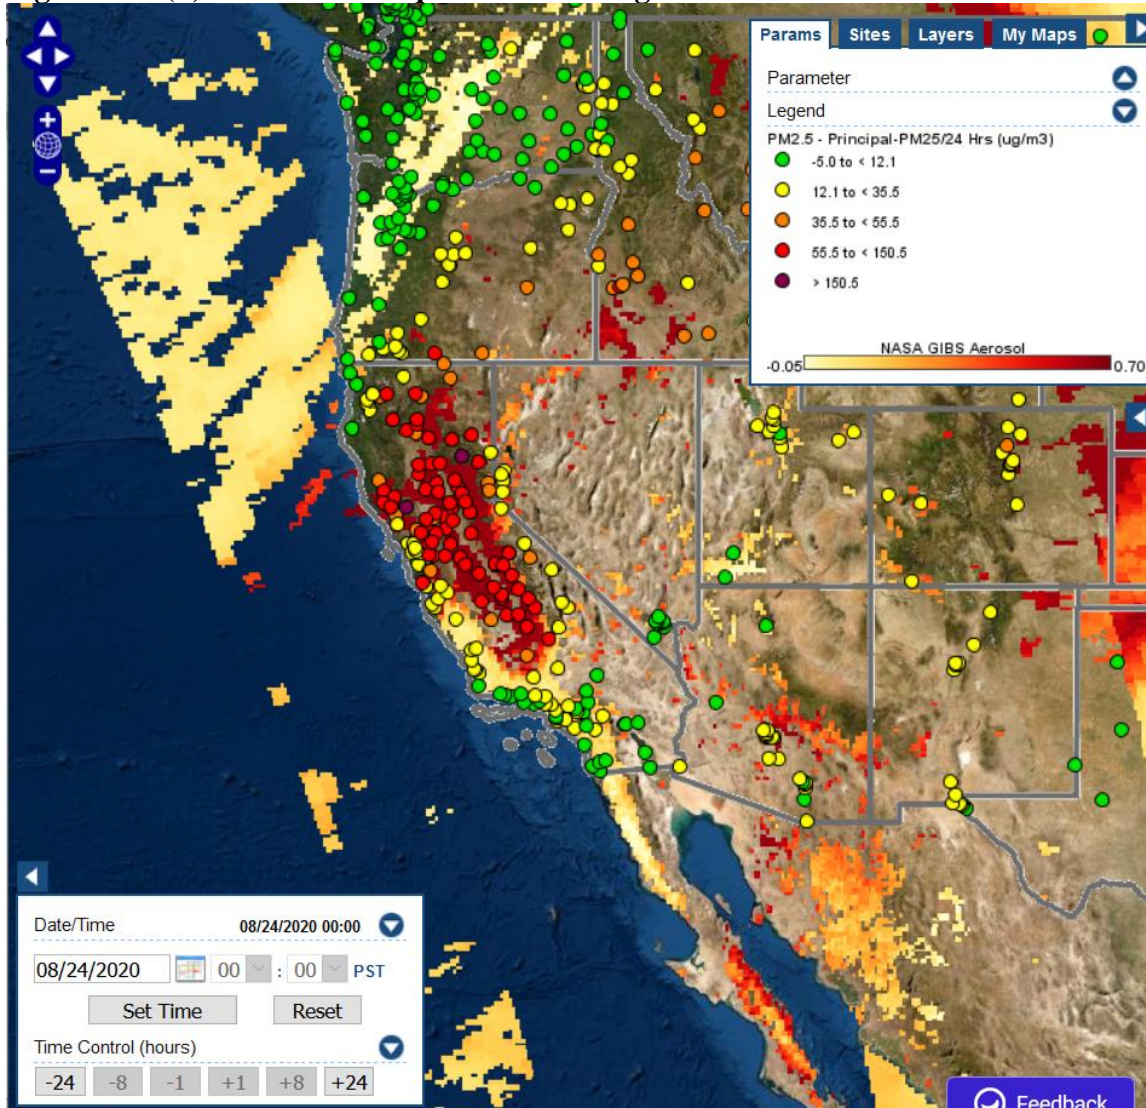 Params Sites Layers My Maps
Parameter
Legend
PM2.5 - Principal-PM25/24 Hrs (ug/m3)
-5.0 to < 12.1
12.1 to < 35.5
35.5 to < 55.5
55.5 to < 150.5
> 150.5
NASA GIBS Aerosol
-0.05 0.70
Date/Time 08/24/2020 00:00
08/24/2020 00 : 00 PST
Set Time Reset
Time Control (hours)
-24 -8 -1 +1 +8 +24
Feedback